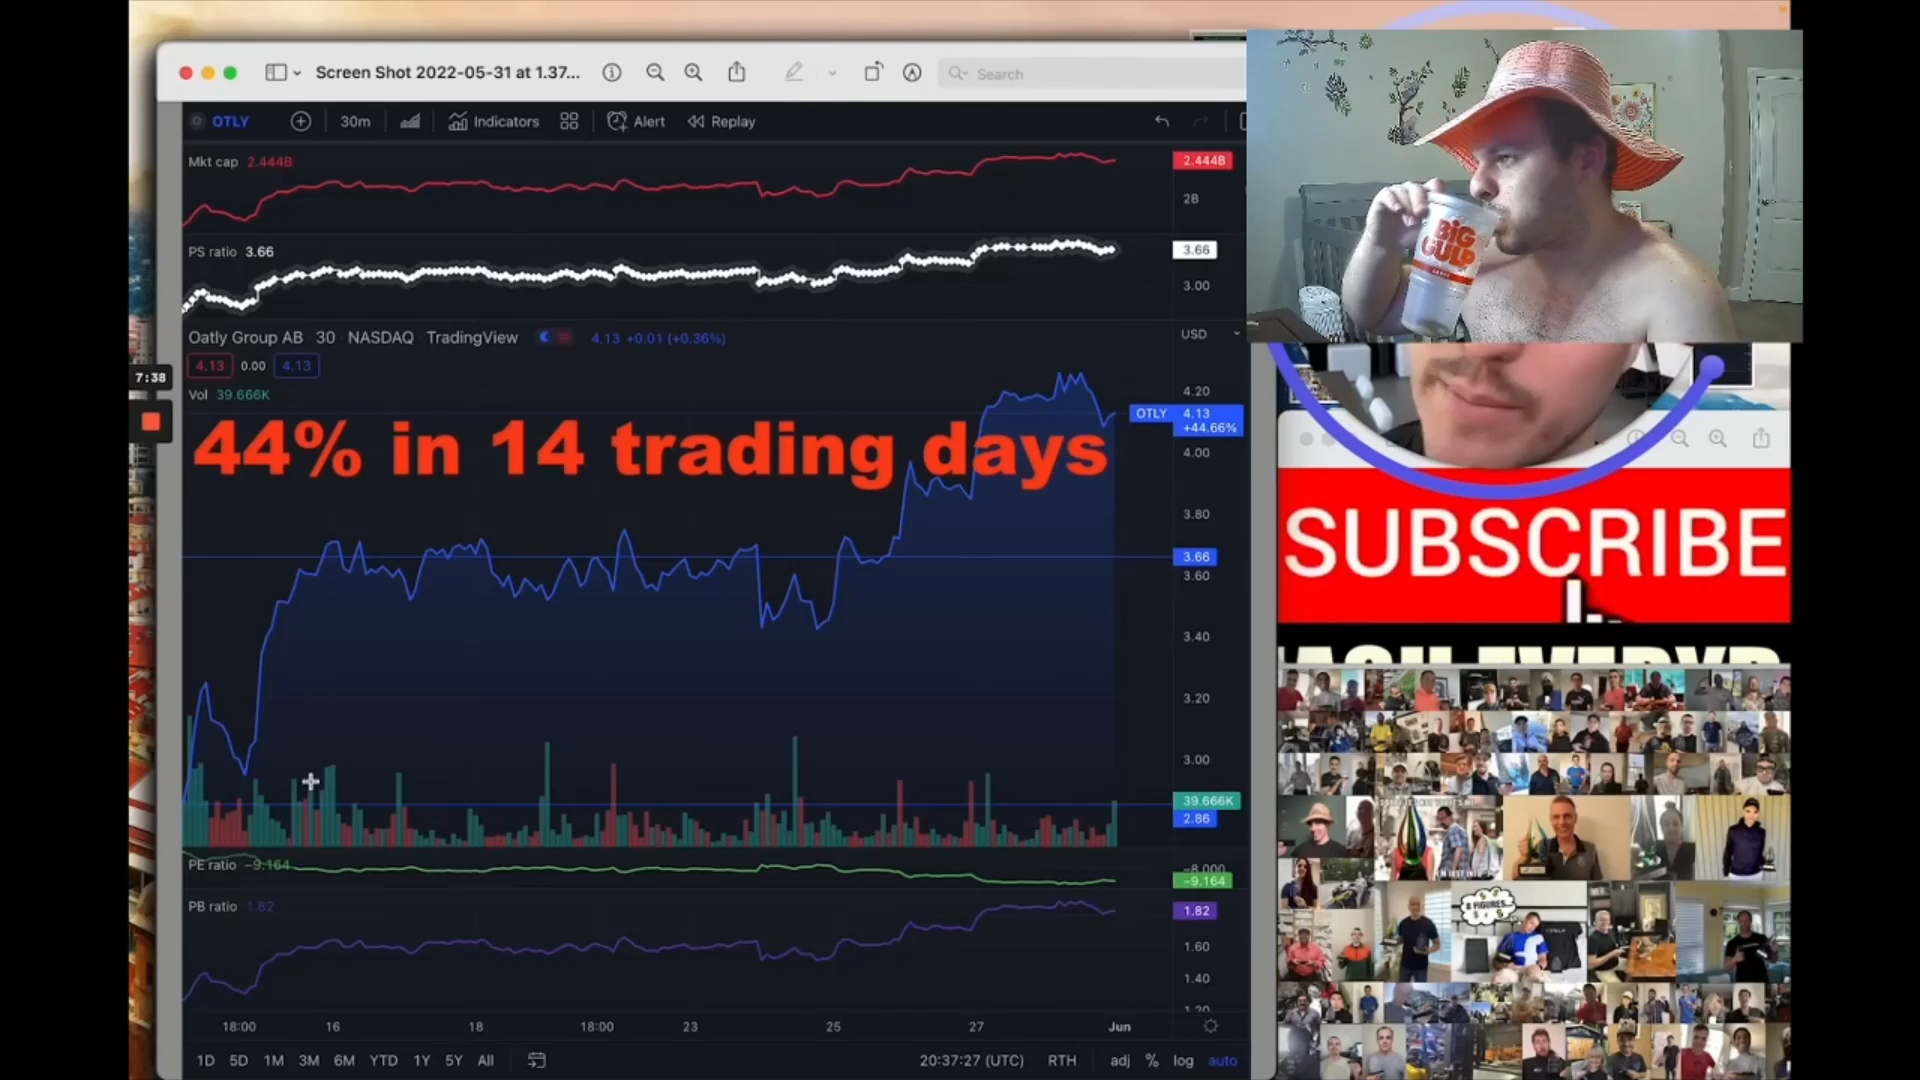 Screen Shot 2022-05-31 at 1.37...
Search
OTLY
30m
Indicators
Alert
Replay
Mkt cap 2.444B
2.444B
2B
PS ratio 3.66
3.66
3.00
Oatly Group AB 30 NASDAQ TradingView
4.13 +0.01 (+0.36%)
USD
4.13 0.00 4.13
Vol 39.666K
7:38
44% in 14 trading days
4.20
OTLY 4.13
+44.66%
4.00
3.80
3.66
3.60
3.40
3.20
3.00
39.666K
2.86
PE ratio -9.164
-8.000
-9.164
PB ratio 1.82
1.82
1.60
1.40
1.20
18:00 16 18 18:00 23 25 27 Jun
1D 5D 1M 3M 6M YTD 1Y 5Y All
20:37:27 (UTC) RTH adj % log auto
BIG
GULP
SUBSCRIBE
8 FIGURES...